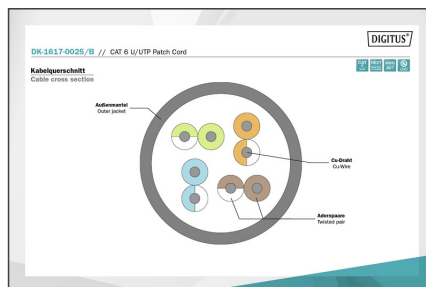 DIGITUS®
DK-1617-0025/B // CAT 6 U/UTP Patch Cord
Kabelquerschnitt
Cable cross section
Außenmantel
Outer jacket
Cu-Draht
Cu-Wire
Aderspaare
Twisted pair